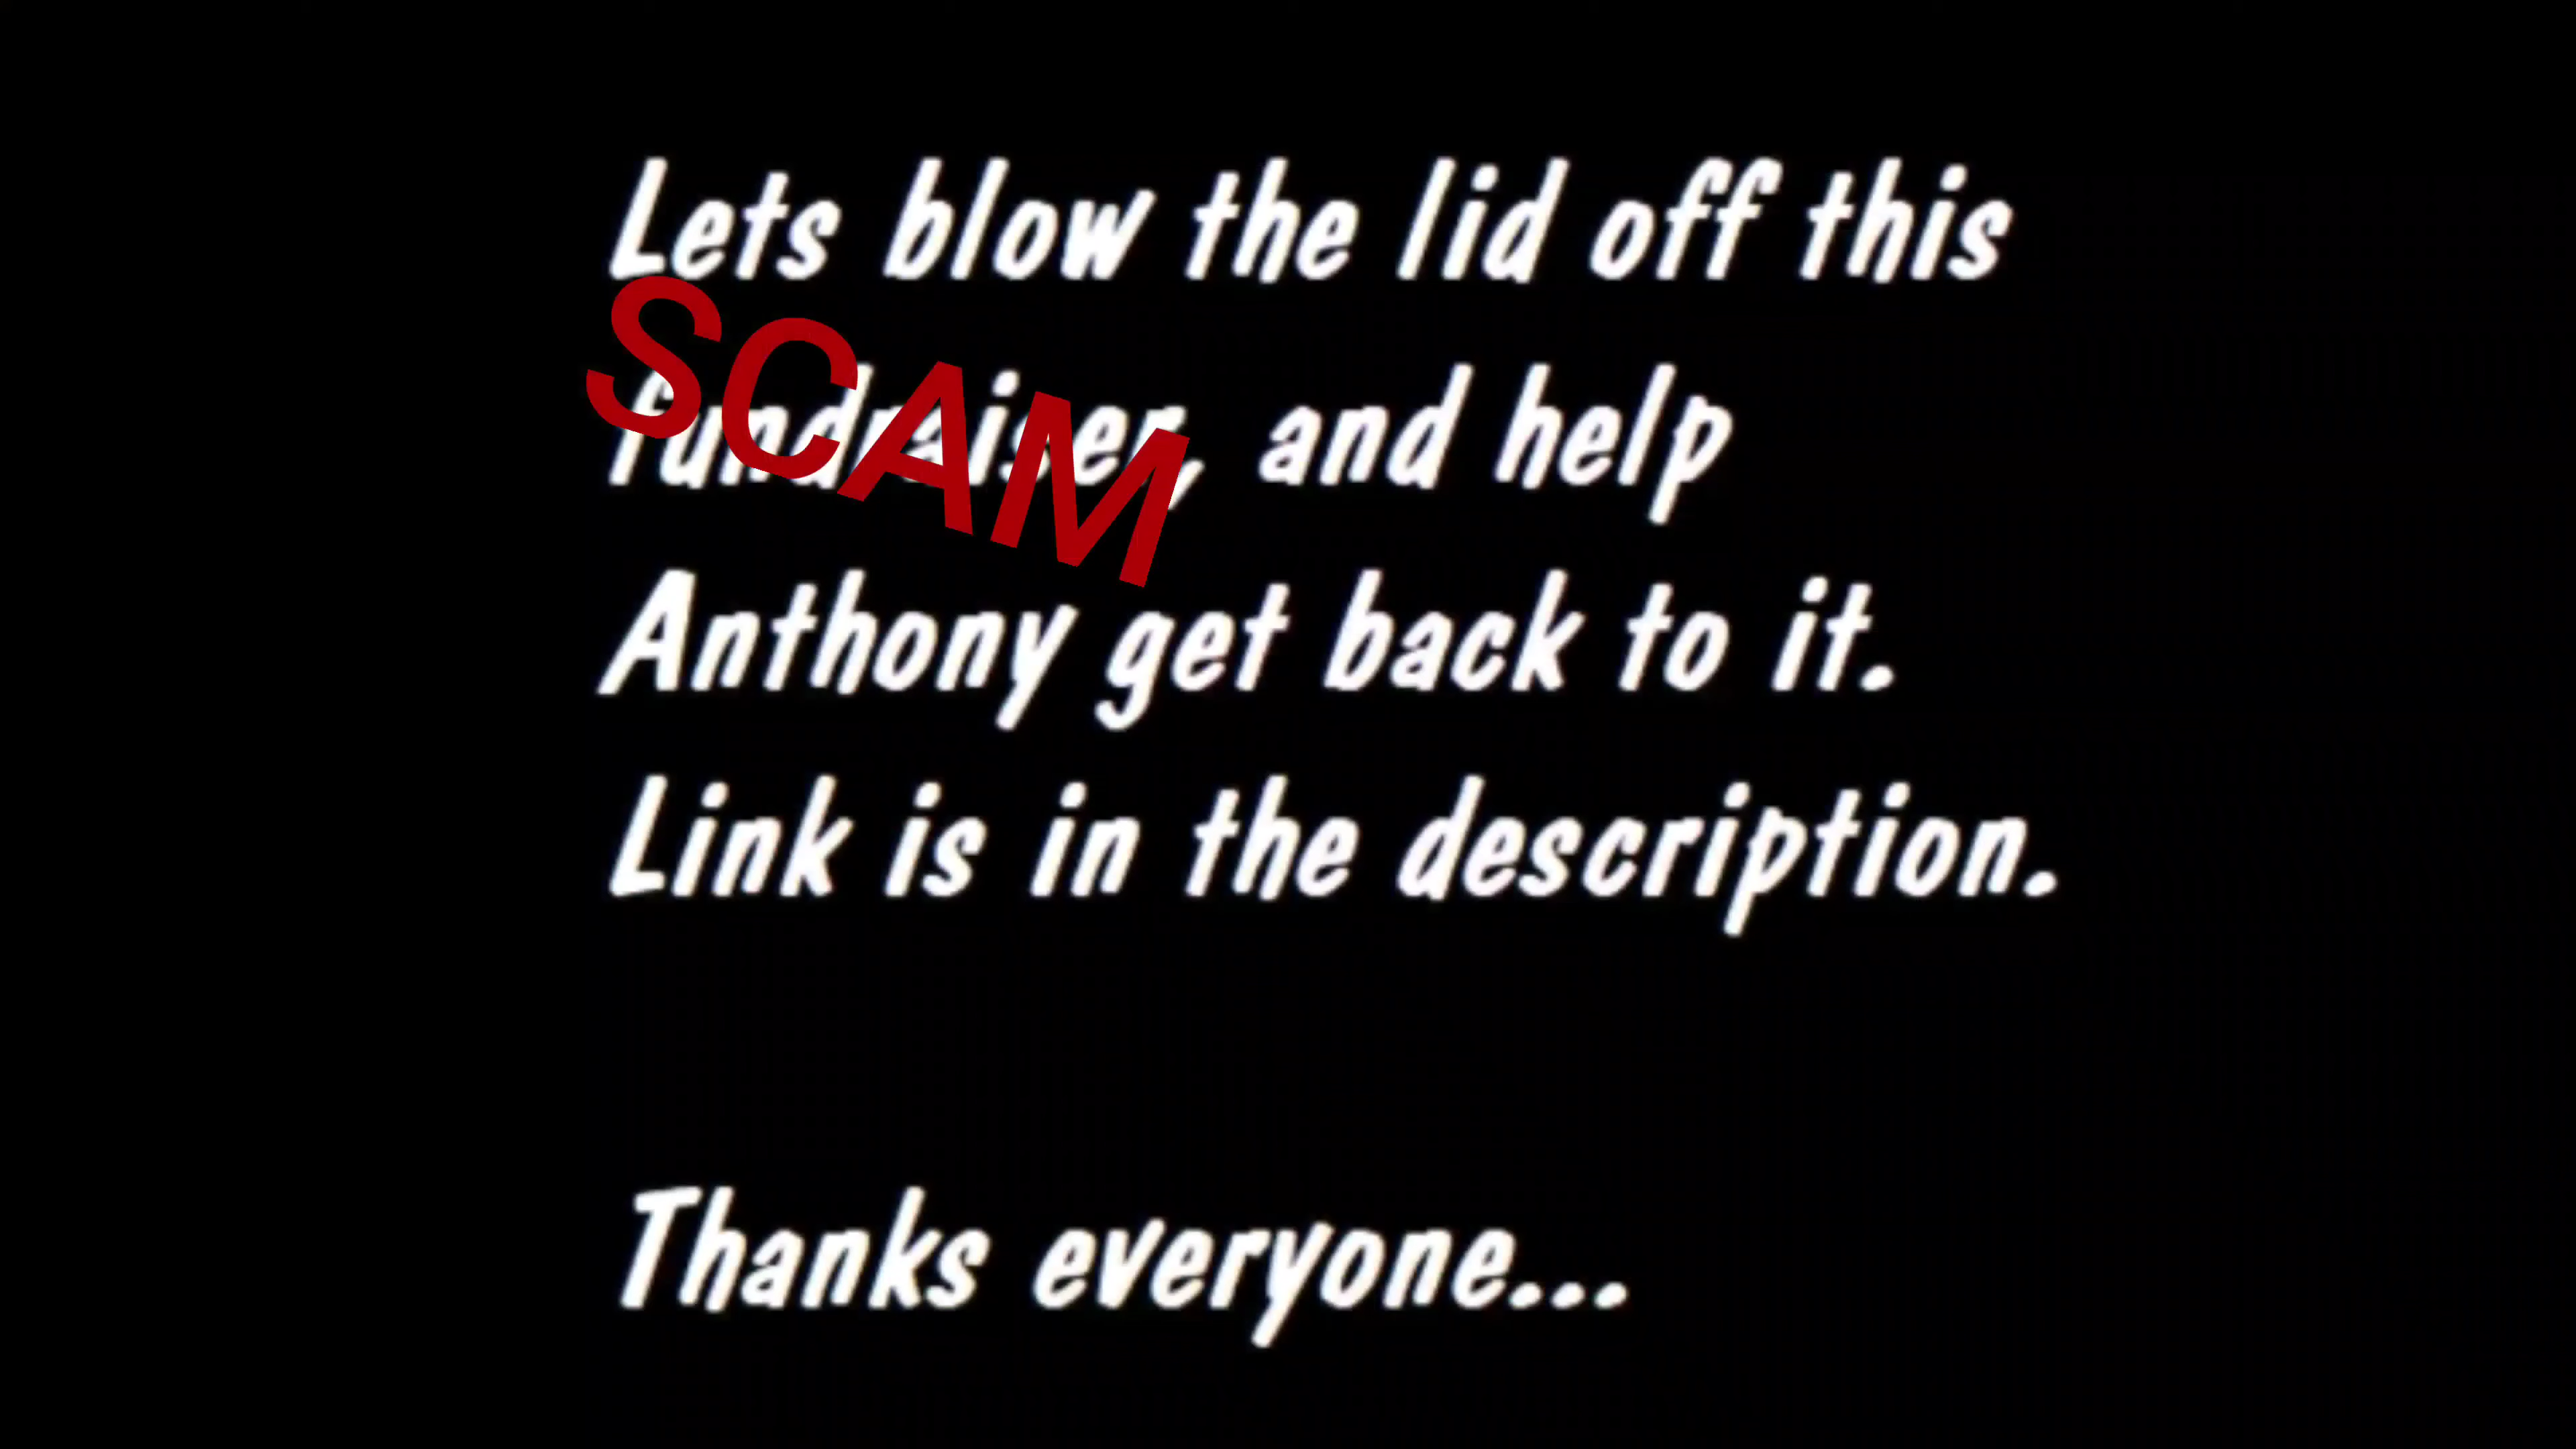 Lets blow the lid off this
SCAM
fundraiser, and help
Anthony get back to it.
Link is in the description.
Thanks everyone...